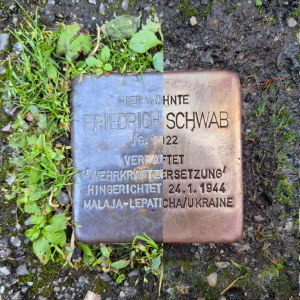 HIER WOHNTE
FRIEDRICH SCHWAB
JG. 1922
VERHAFTET
'WEHRKRAFTZERSETZUNG'
HINGERICHTET 24.1.1944
MALAJA-LEPATICHA/UKRAINE